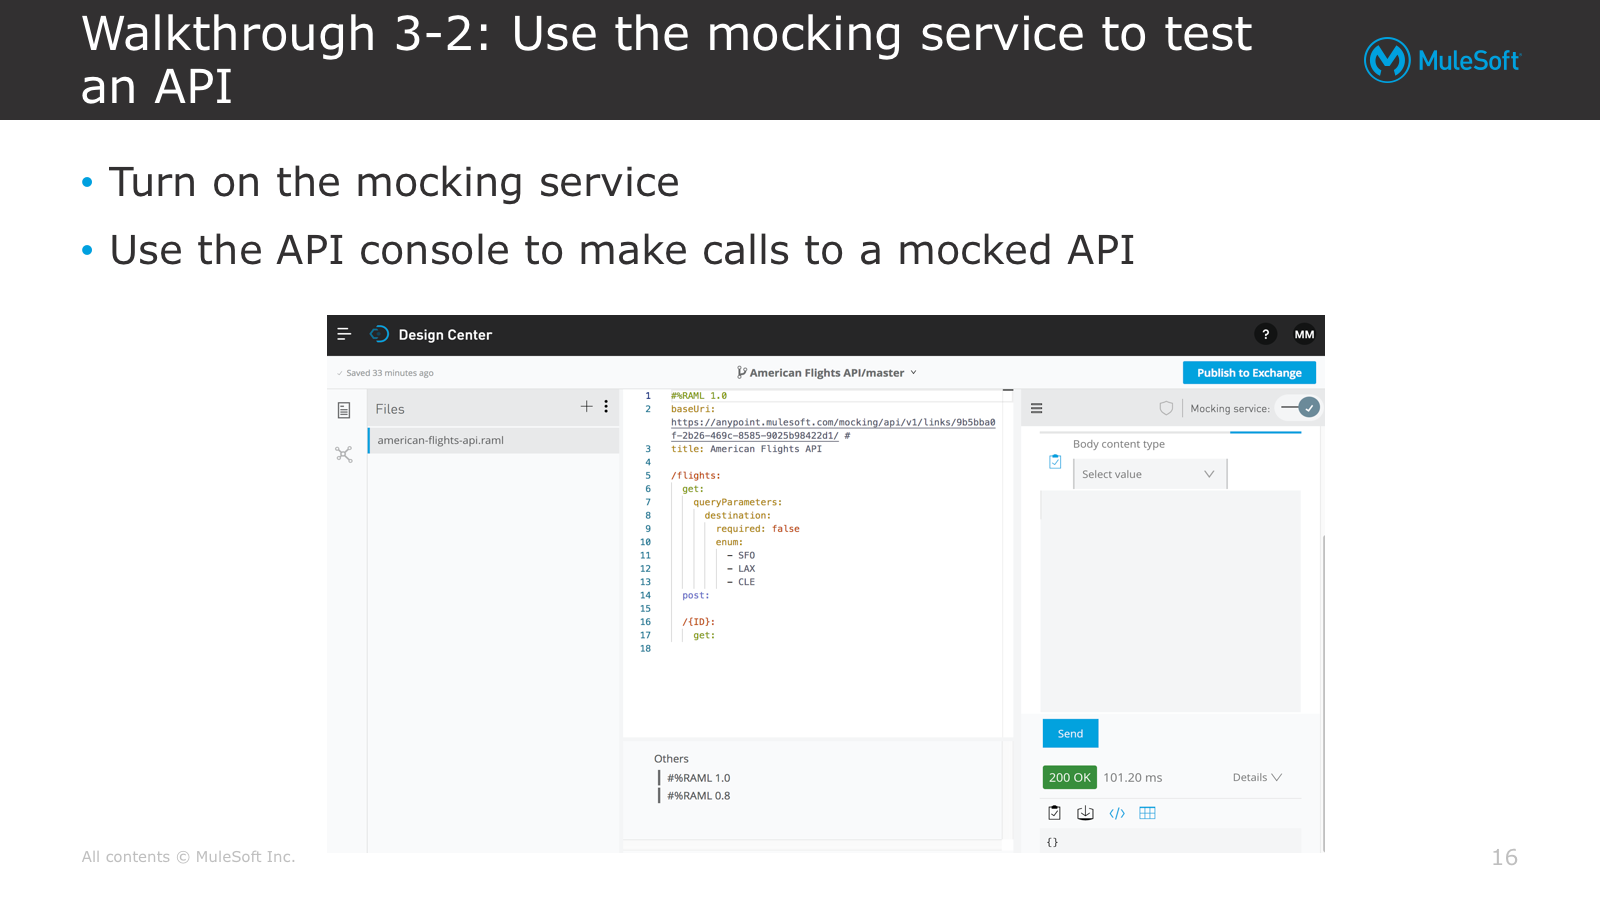 Walkthrough 3-2: Use the mocking service to test
an API
MuleSoft
• Turn on the mocking service
• Use the API console to make calls to a mocked API
Design Center
?
MM
Saved 33 minutes ago
American Flights API/master
Publish to Exchange
Files
american-flights-api.raml
1 #%RAML 1.0
2 baseUri:
https://anypoint.mulesoft.com/mocking/api/v1/links/9b5bba0
f-2b26-469c-8585-9025b98422d1/ #
3 title: American Flights API
4
5 /flights:
6 get:
7 queryParameters:
8 destination:
9 required: false
10 enum:
11 - SFO
12 - LAX
13 - CLE
14 post:
15
16 /{ID}:
17 get:
18
Others
#%RAML 1.0
#%RAML 0.8
Mocking service:
Body content type
Select value
Send
200 OK 101.20 ms Details
{}
All contents © MuleSoft Inc.
16